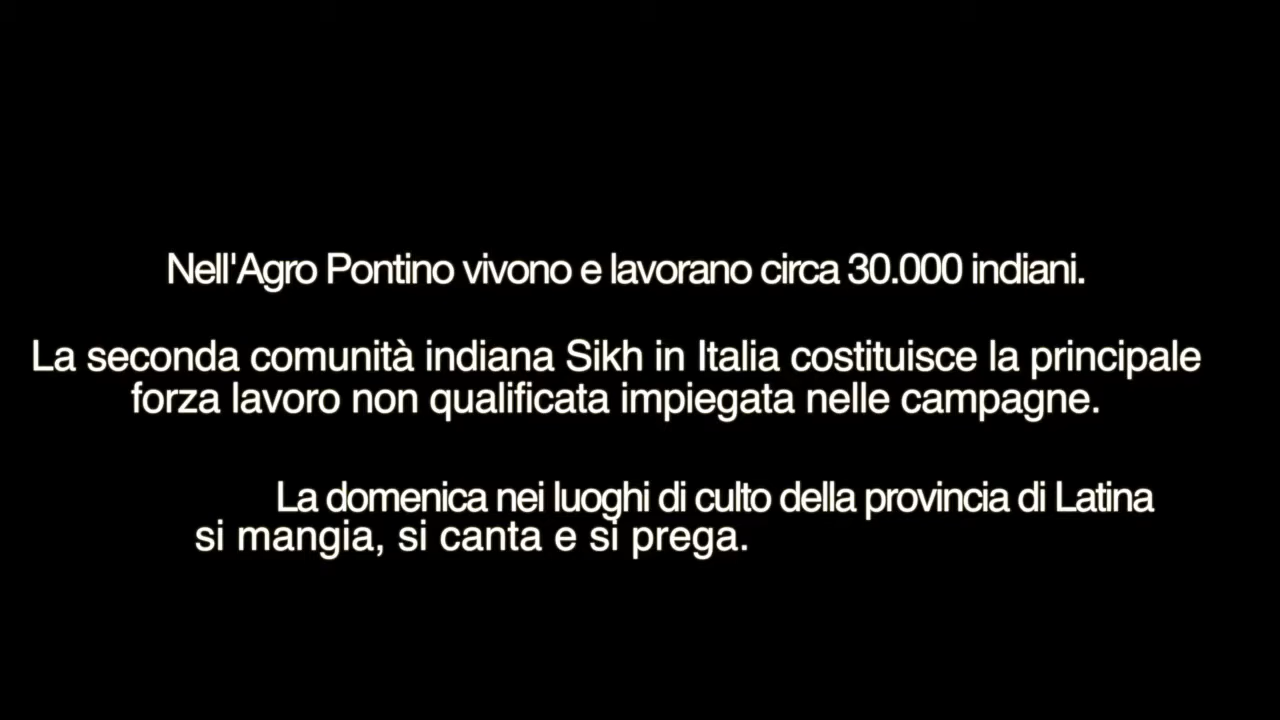 Nell'Agro Pontino vivono e lavorano circa 30.000 indiani.
La seconda comunità indiana Sikh in Italia costituisce la principale
forza lavoro non qualificata impiegata nelle campagne.
La domenica nei luoghi di culto della provincia di Latina
si mangia, si canta e si prega.